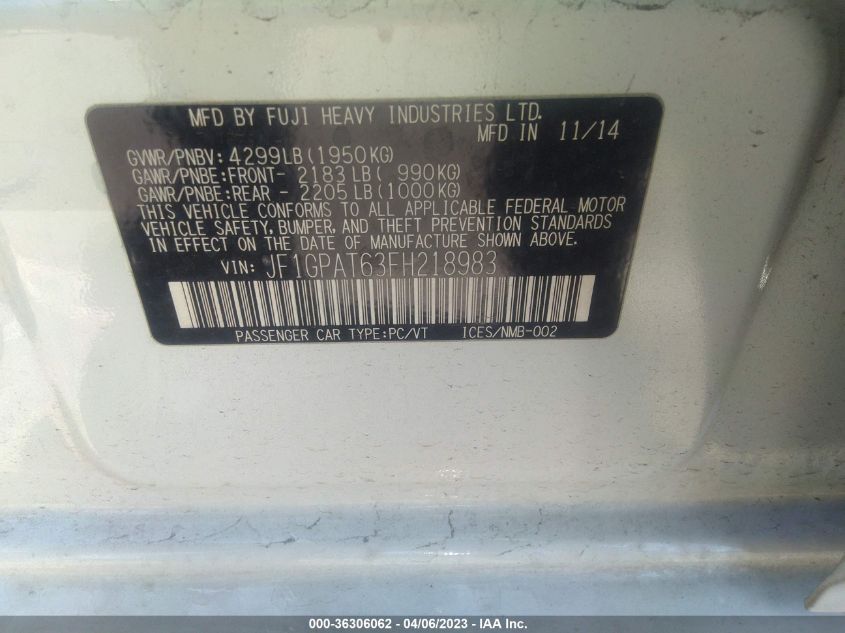 MFD BY FUJI HEAVY INDUSTRIES LTD.
MFD IN 11/14
GVWR/PNBV: 4299LB(1950KG)
GAWR/PNBE:FRONT- 2183LB( 990KG)
GAWR/PNBE:REAR - 2205LB(1000KG)
THIS VEHICLE CONFORMS TO ALL APPLICABLE FEDERAL MOTOR
VEHICLE SAFETY, BUMPER, AND THEFT PREVENTION STANDARDS
IN EFFECT ON THE DATE OF MANUFACTURE SHOWN ABOVE.
VIN: JF1GPAT63FH218983
PASSENGER CAR TYPE:PC/VT ICES/NMB-002
000-36306062 - 04/06/2023 - IAA Inc.